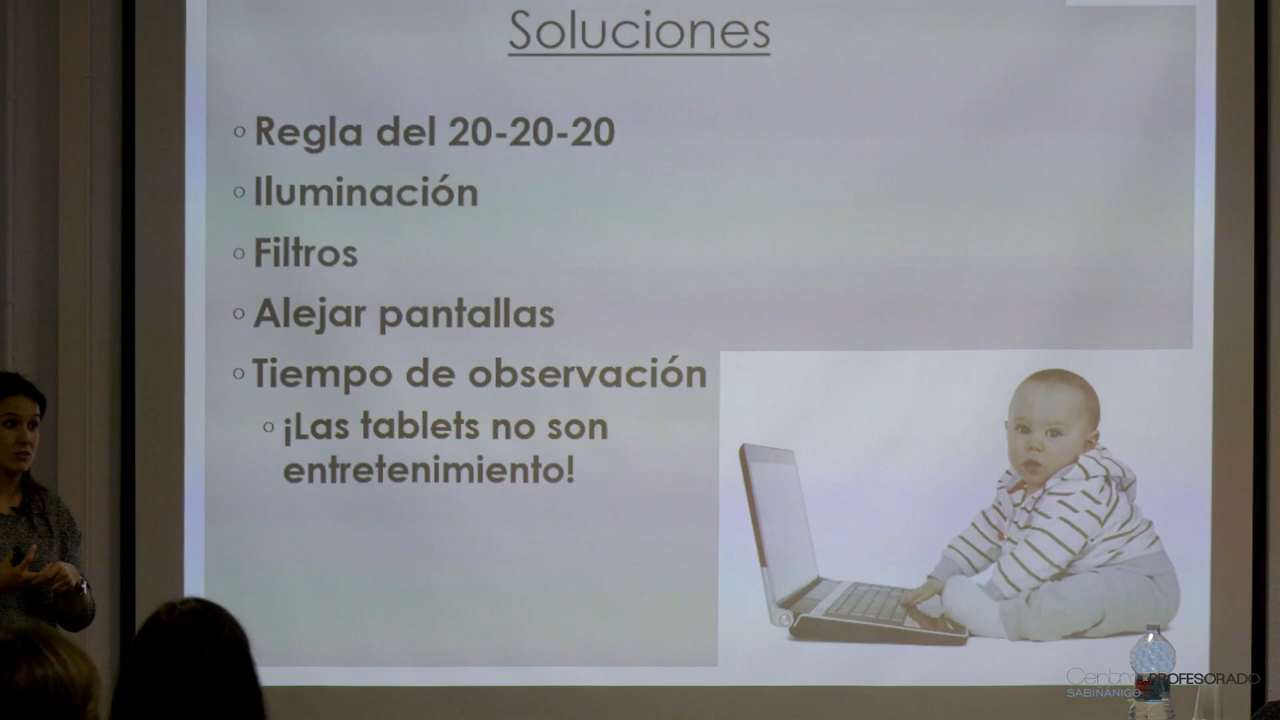 Soluciones
Regla del 20-20-20
Iluminación
Filtros
Alejar pantallas
Tiempo de observación
¡Las tablets no son
entretenimiento!
Centro PROFESORADO
SABIÑÁNIGO